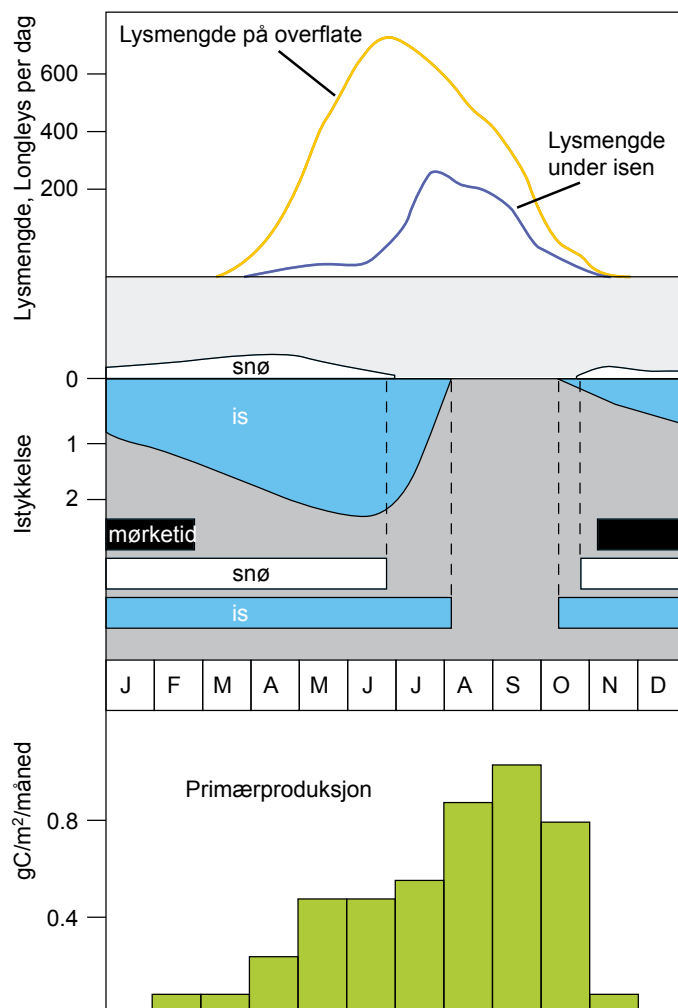 Lysmengde på overflate
Lysmengde
under isen
Lysmengde, Longleys per dag
600
400
200
snø
0
is
1
2
Istykkelse
mørketid
snø
is
J F M A M J J A S O N D
Primærproduksjon
gC/m²/måned
0.8
0.4